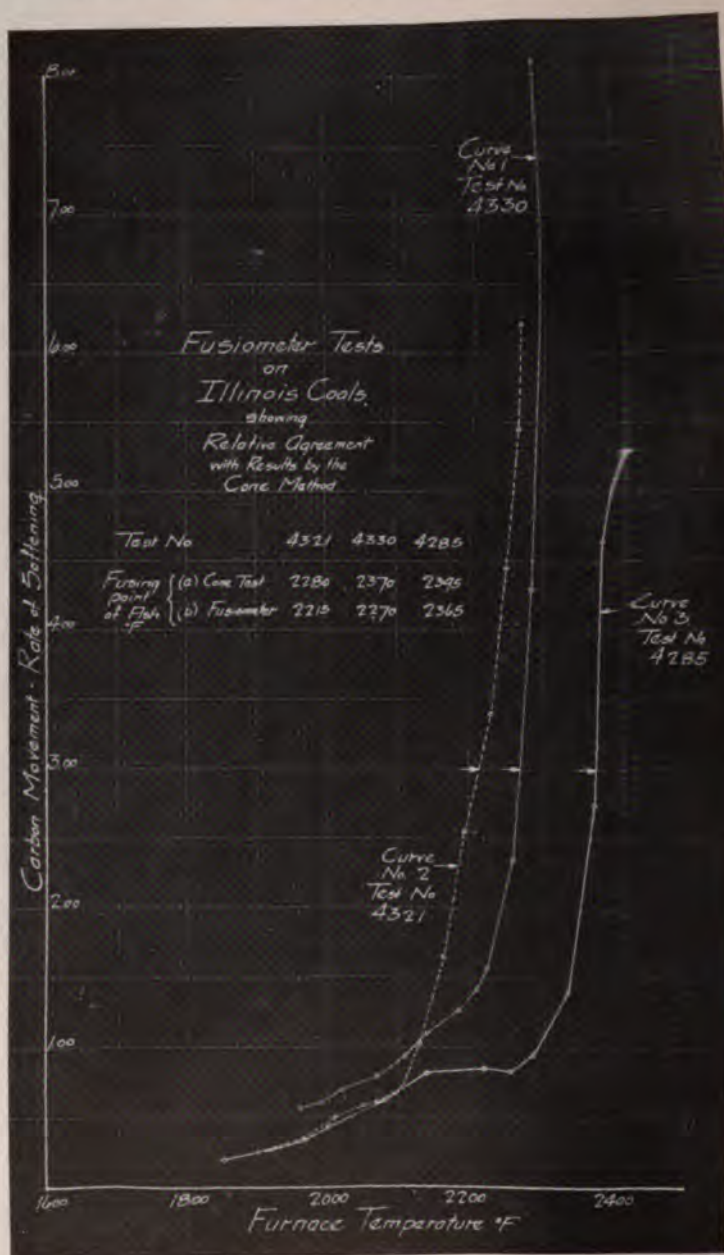 8.00
Curve
No 1
Test No
4330
7.00
6.00
Fusiometer Tests
on
Illinois Coals
showing
Relative Agreement
with Results by the
Cone Method
5.00
Test No 4321 4330 4285
Fusing point of Ash °F
(a) Cone Test 2280 2370 2395
(b) Fusiometer 2215 2270 2365
4.00
Curve
No 3
Test No
4285
Carbon Movement - Rate of Softening
3.00
Curve
No. 2
Test No
4321
2.00
1.00
1600 1800 2000 2200 2400
Furnace Temperature °F